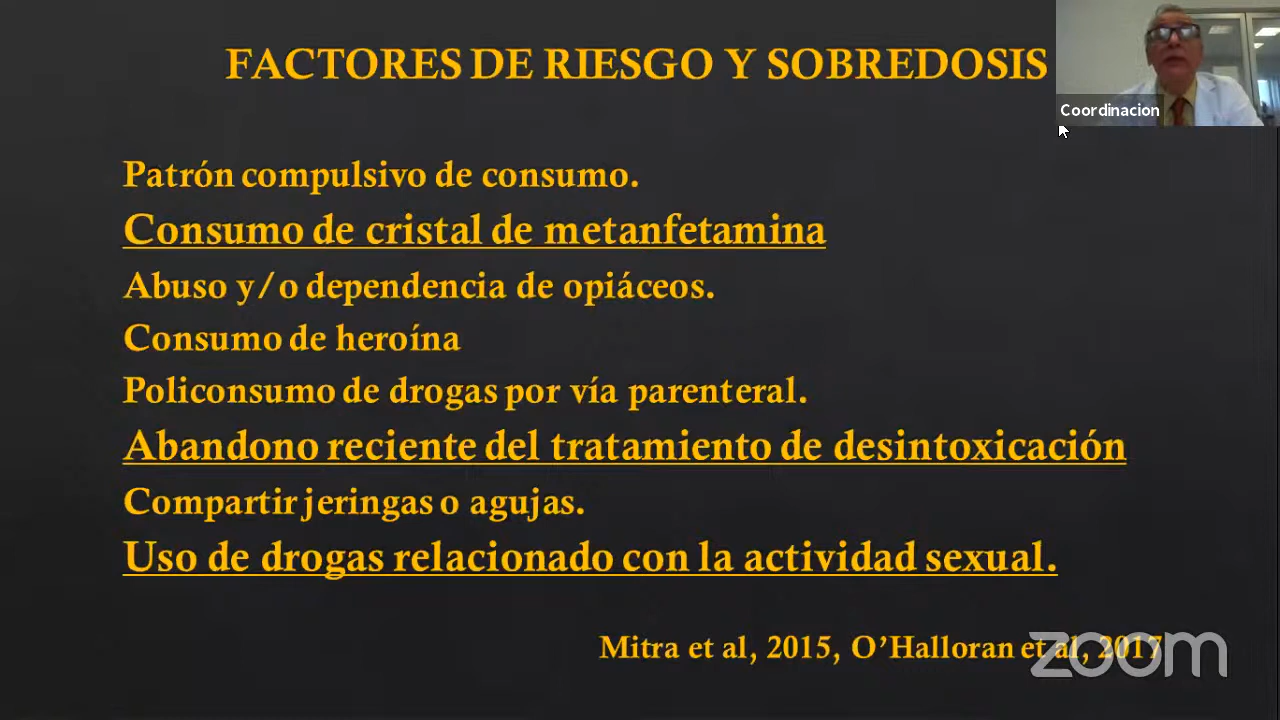 FACTORES DE RIESGO Y SOBREDOSIS
Coordinacion
Patrón compulsivo de consumo.
Consumo de cristal de metanfetamina
Abuso y/o dependencia de opiáceos.
Consumo de heroína
Policonsumo de drogas por vía parenteral.
Abandono reciente del tratamiento de desintoxicación
Compartir jeringas o agujas.
Uso de drogas relacionado con la actividad sexual.
Mitra et al, 2015, O’Halloran et al, 2017
zoom